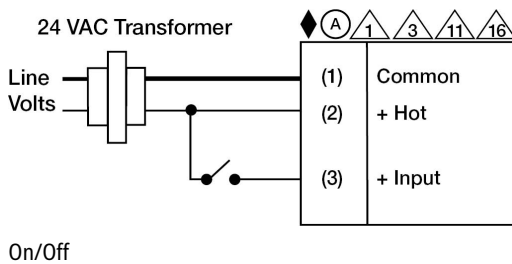 24 VAC Transformer
A 1 3 11 16
Line
Volts
(1) Common
(2) + Hot
(3) + Input
On/Off